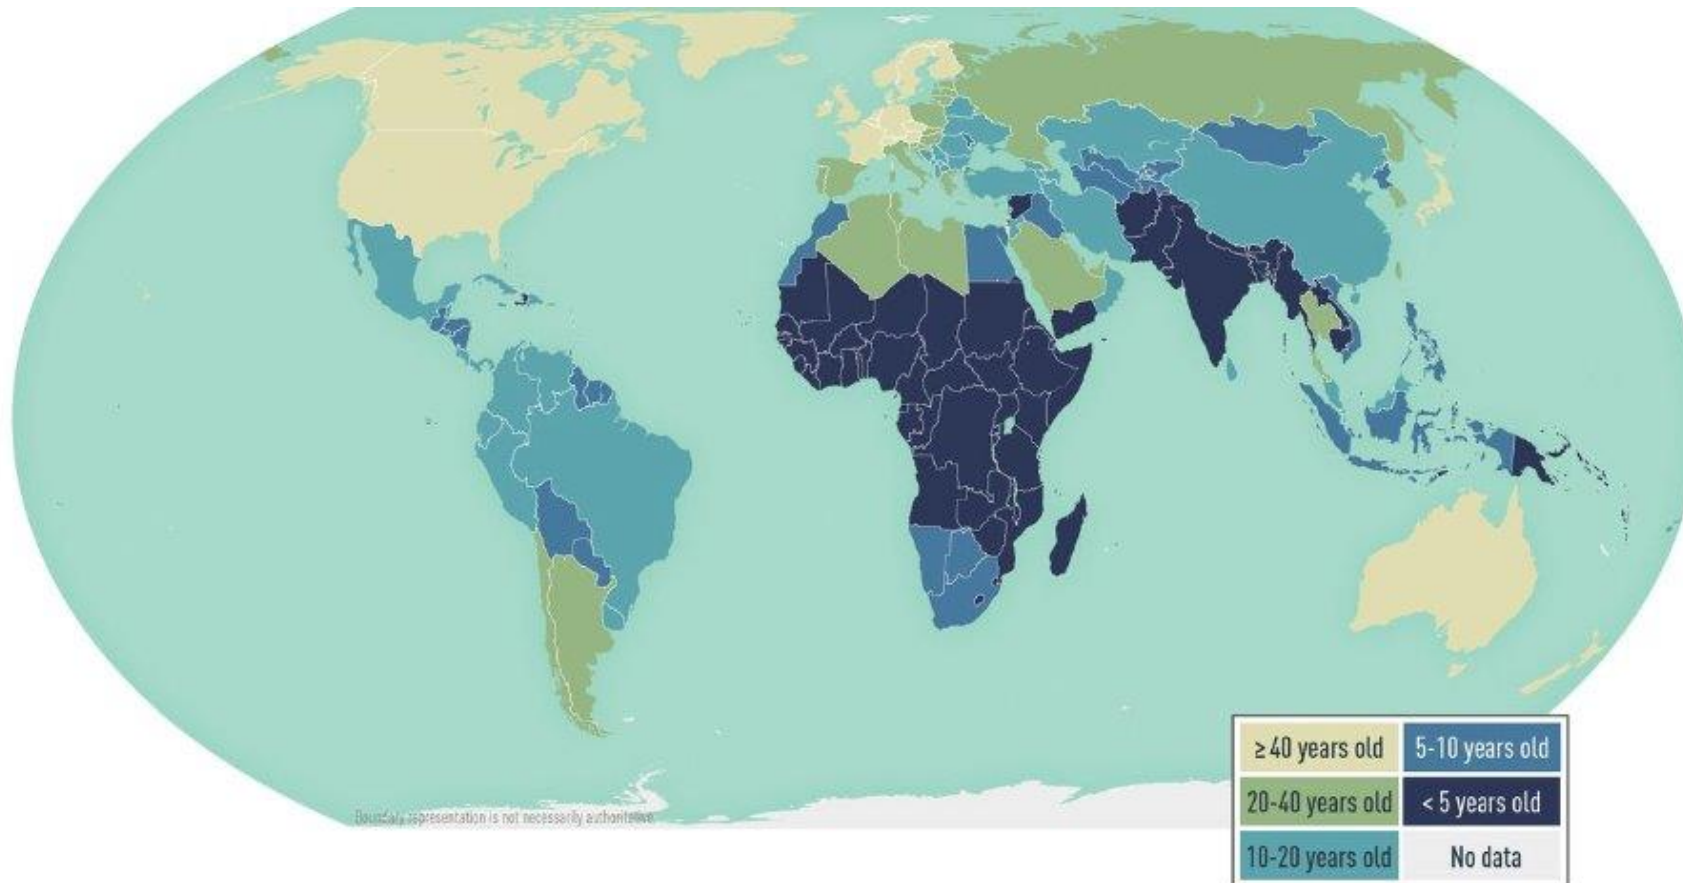 ≥ 40 years old
5-10 years old
20-40 years old
< 5 years old
10-20 years old
No data
Boundary representation is not necessarily authoritative.